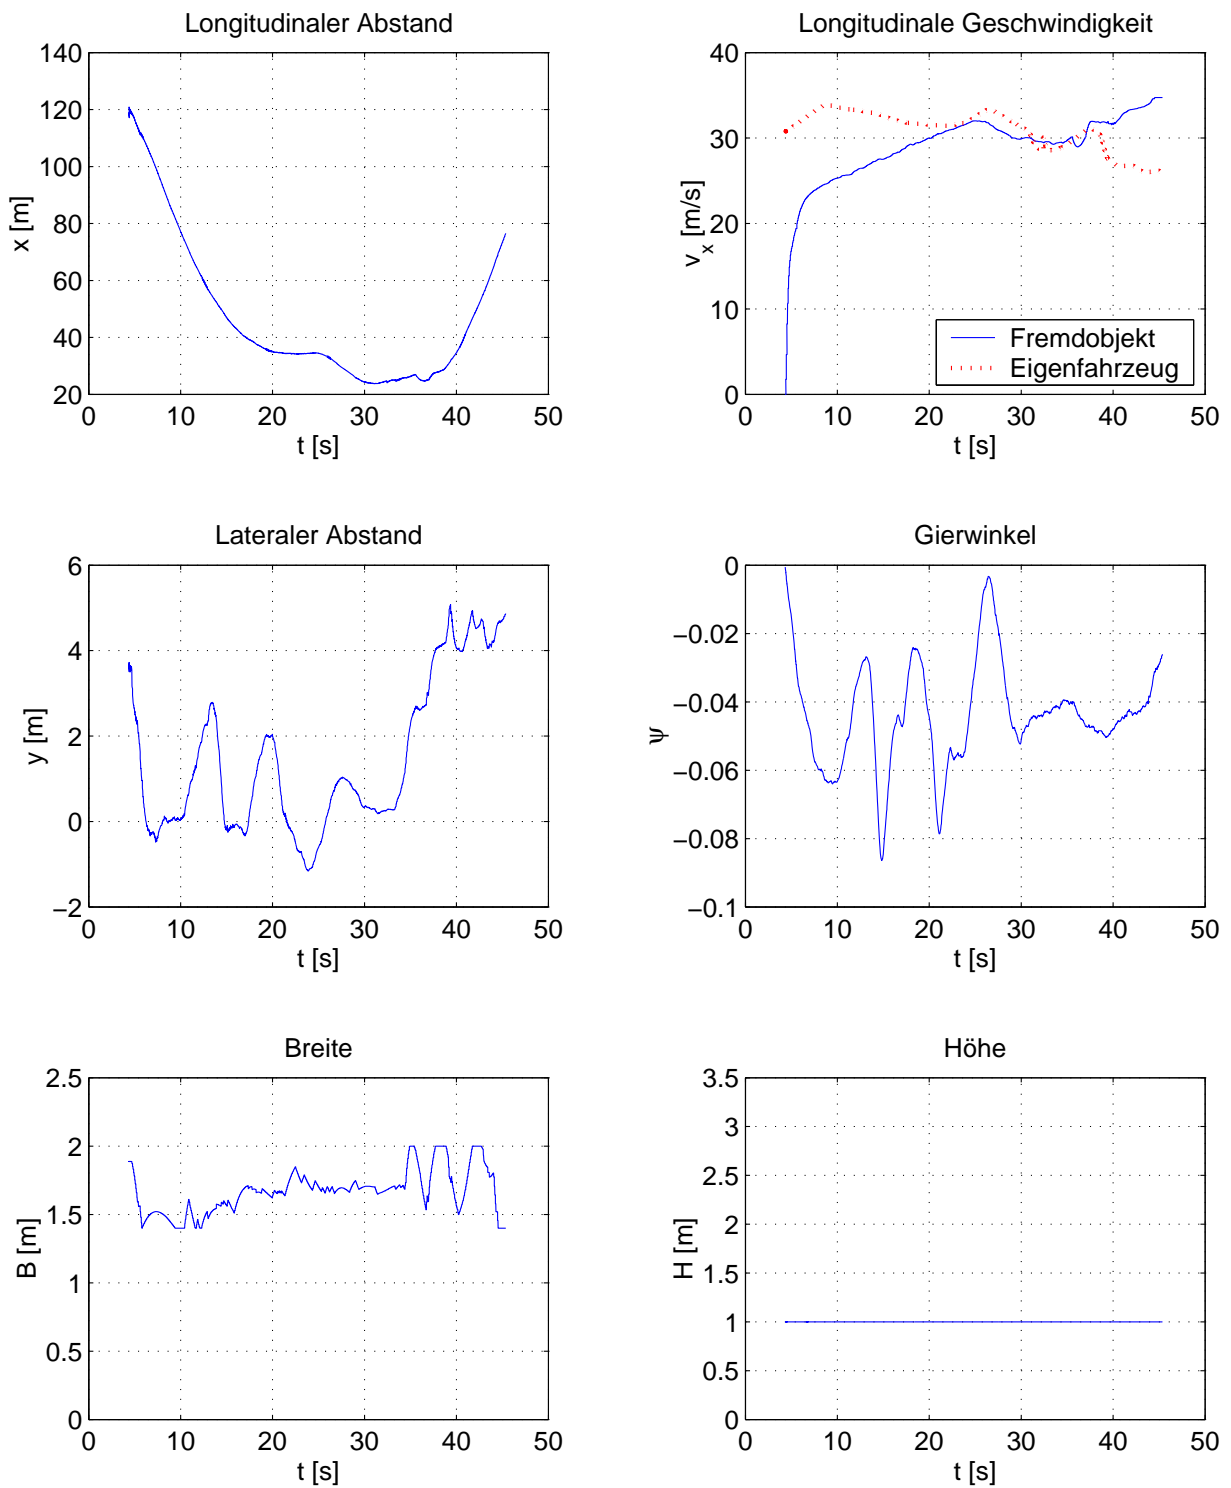 Longitudinaler Abstand
140
120
100
80
60
40
20
x [m]
0 10 20 30 40 50
t [s]
Longitudinale Geschwindigkeit
40
30
20
10
0
v_x [m/s]
Fremdobjekt
Eigenfahrzeug
0 10 20 30 40 50
t [s]
Lateraler Abstand
6
4
2
0
−2
y [m]
0 10 20 30 40 50
t [s]
Gierwinkel
0
−0.02
−0.04
−0.06
−0.08
−0.1
ψ
0 10 20 30 40 50
t [s]
Breite
2.5
2
1.5
1
0.5
0
B [m]
0 10 20 30 40 50
t [s]
Höhe
3.5
3
2.5
2
1.5
1
0.5
0
H [m]
0 10 20 30 40 50
t [s]